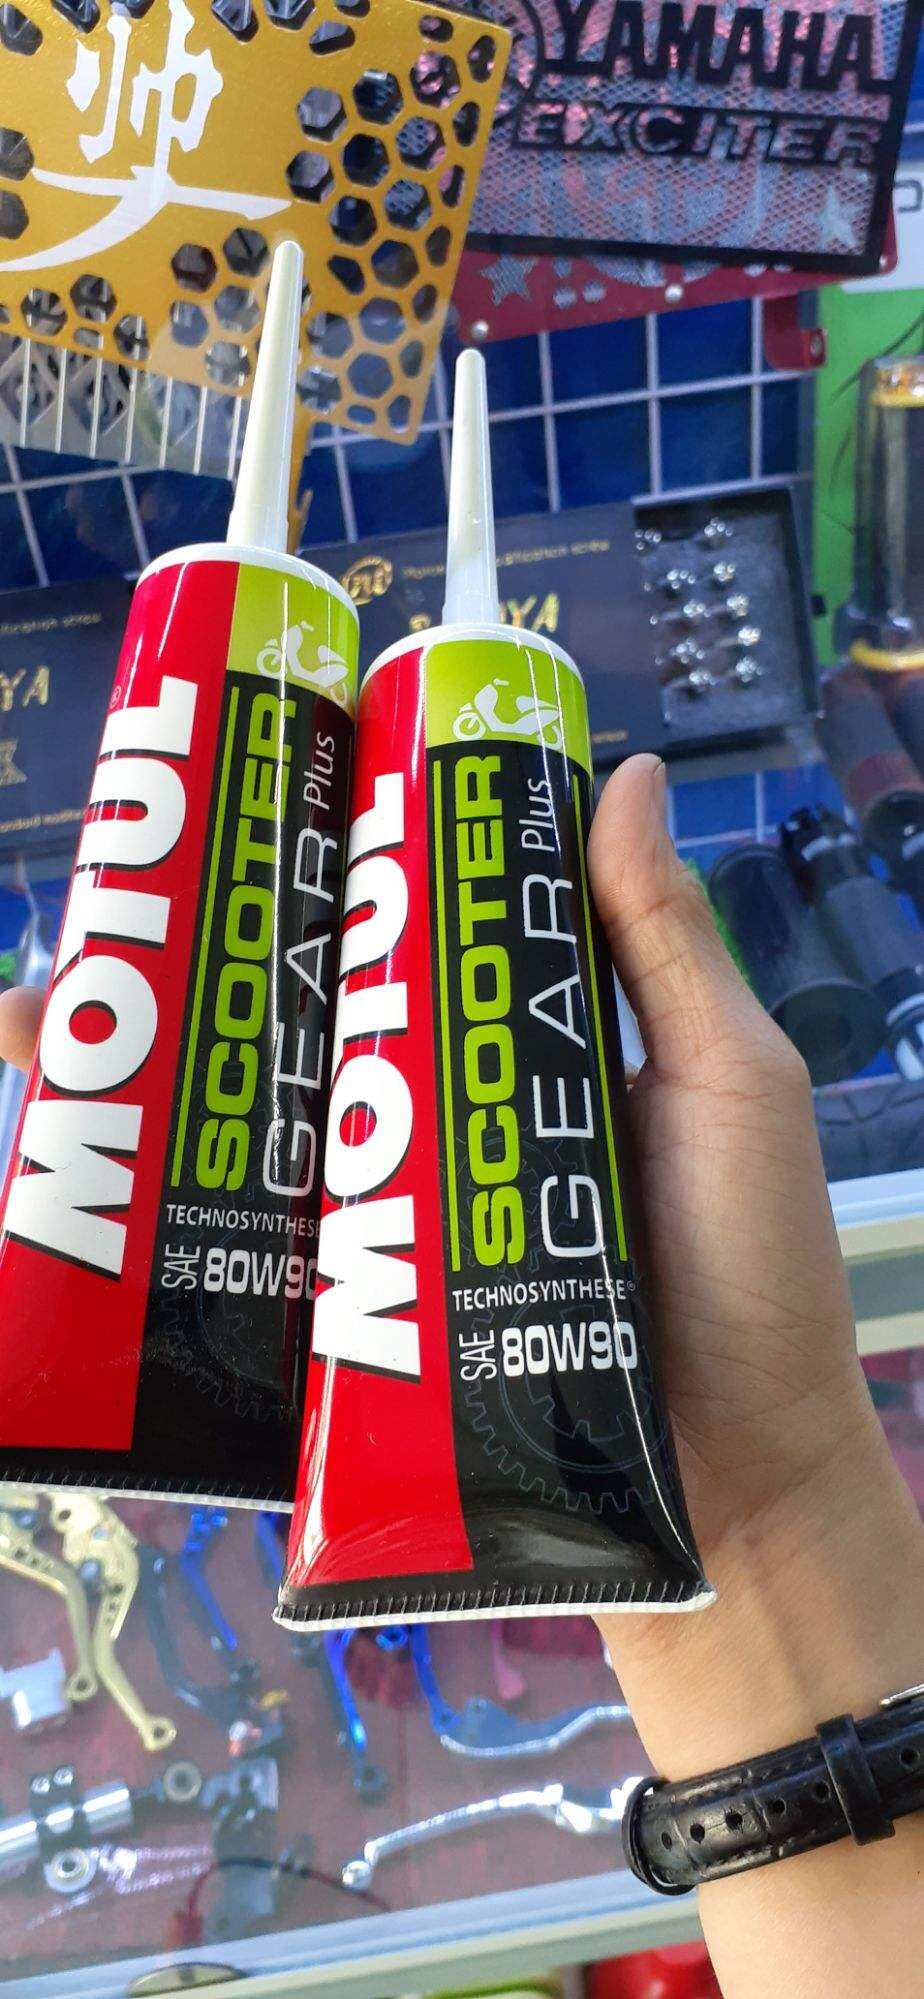 帅
YAMAHA
EXCITER
MOTUL®
SCOOTER
GEAR Plus
TECHNOSYNTHESE
SAE 80W90
MOTUL
SCOOTER
GEAR Plus
TECHNOSYNTHESE®
SAE 80W90